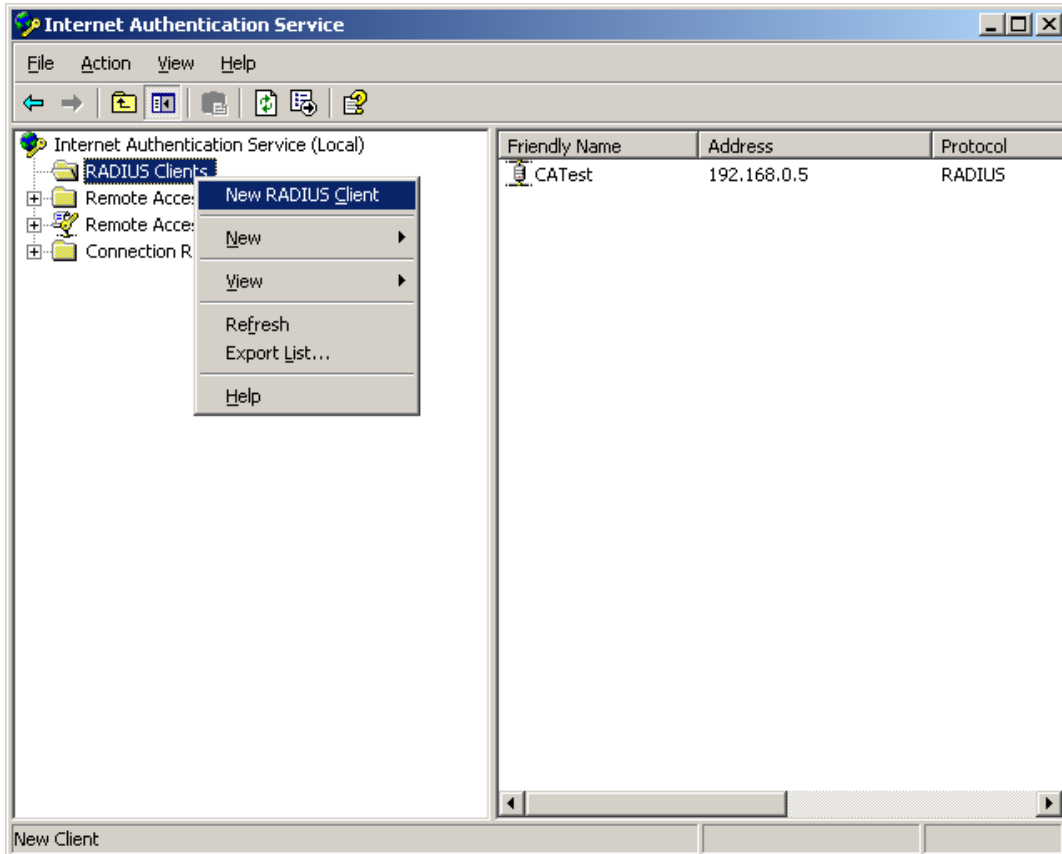 Internet Authentication Service
File Action View Help
Internet Authentication Service (Local)
RADIUS Clients
Remote Acce
Remote Acce
Connection R
New RADIUS Client
New
View
Refresh
Export List...
Help
Friendly Name Address Protocol
CATest 192.168.0.5 RADIUS
New Client